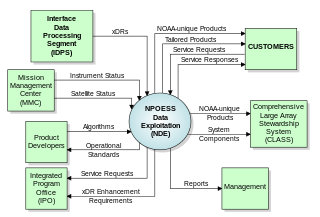 Interface
Data
Processing
Segment
(IDPS)
xDRs
NOAA-unique Products
Tailored Products
Service Requests
Service Responses
CUSTOMERS
Mission
Management
Center
(MMC)
Instrument Status
Satellite Status
NPOESS
Data
Exploitation
(NDE)
NOAA-unique
Products
System
Components
Comprehensive
Large Array
Stewardship
System
(CLASS)
Product
Developers
Algorithms
Operational
Standards
Integrated
Program
Office
(IPO)
Service Requests
xDR Enhancement
Requirements
Reports
Management